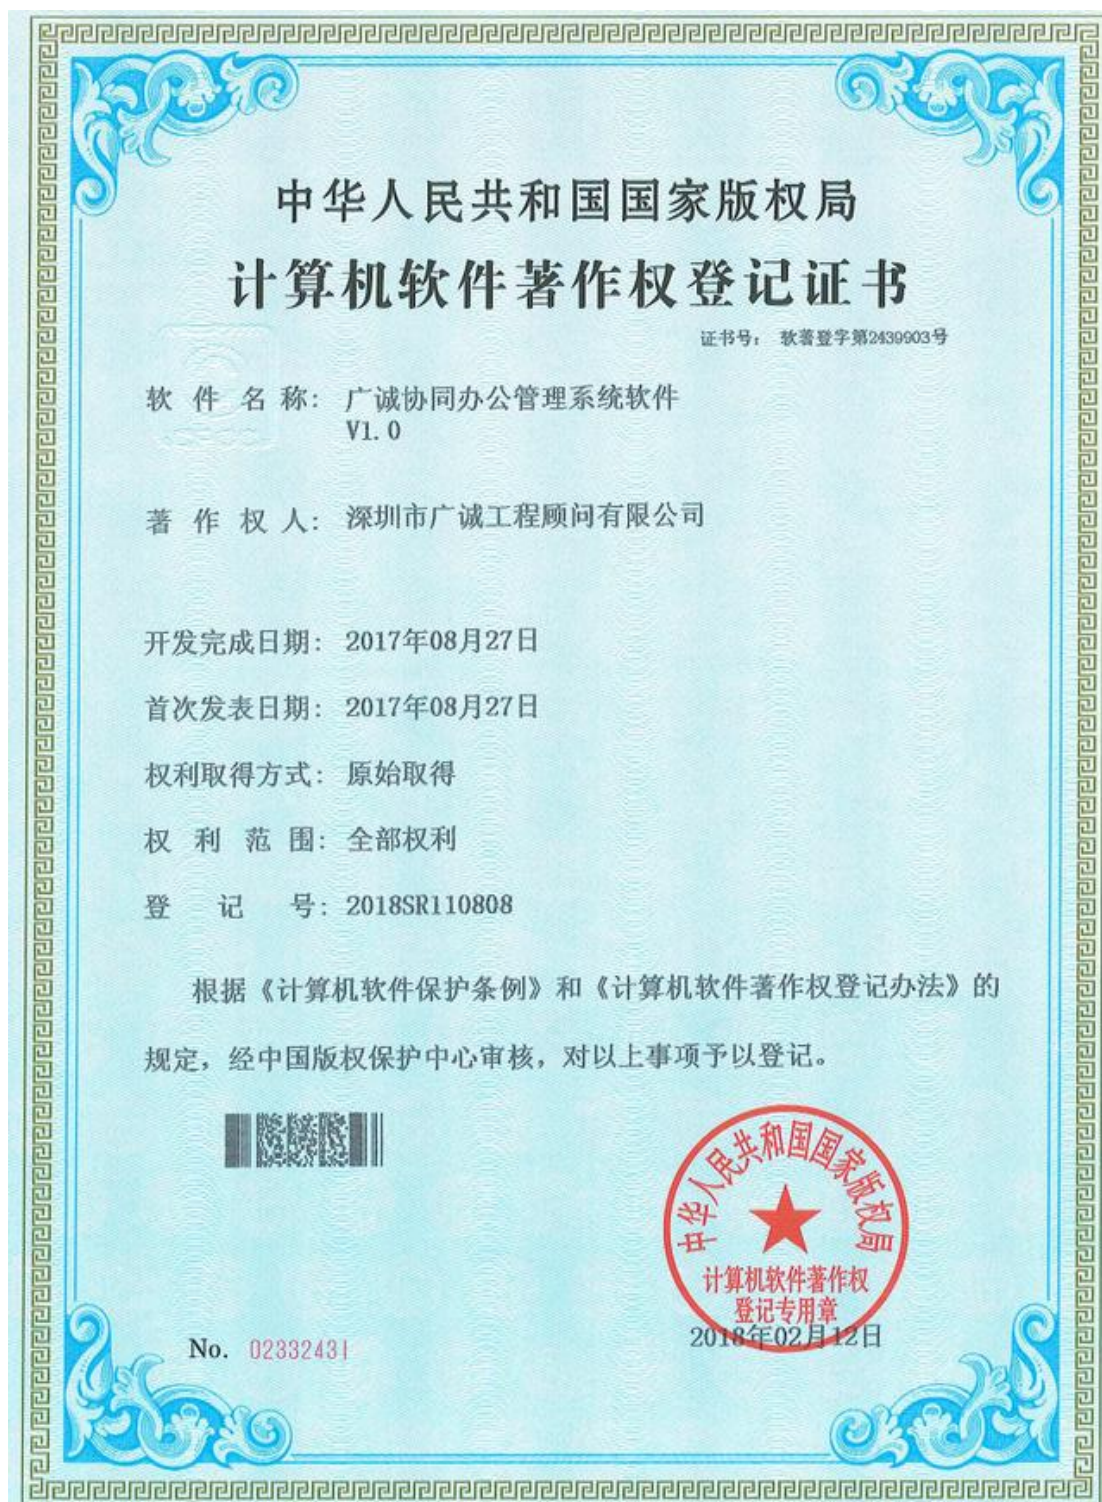 中华人民共和国国家版权局
计算机软件著作权登记证书
证书号： 软著登字第2439903号
软件名称： 广诚协同办公管理系统软件
V1.0
著作权人： 深圳市广诚工程顾问有限公司
开发完成日期： 2017年08月27日
首次发表日期： 2017年08月27日
权利取得方式： 原始取得
权利范围： 全部权利
登记号： 2018SR110808
根据《计算机软件保护条例》和《计算机软件著作权登记办法》的
规定，经中国版权保护中心审核，对以上事项予以登记。
中华人民共和国国家版权局
计算机软件著作权
登记专用章
2018年02月12日
No. 02332431